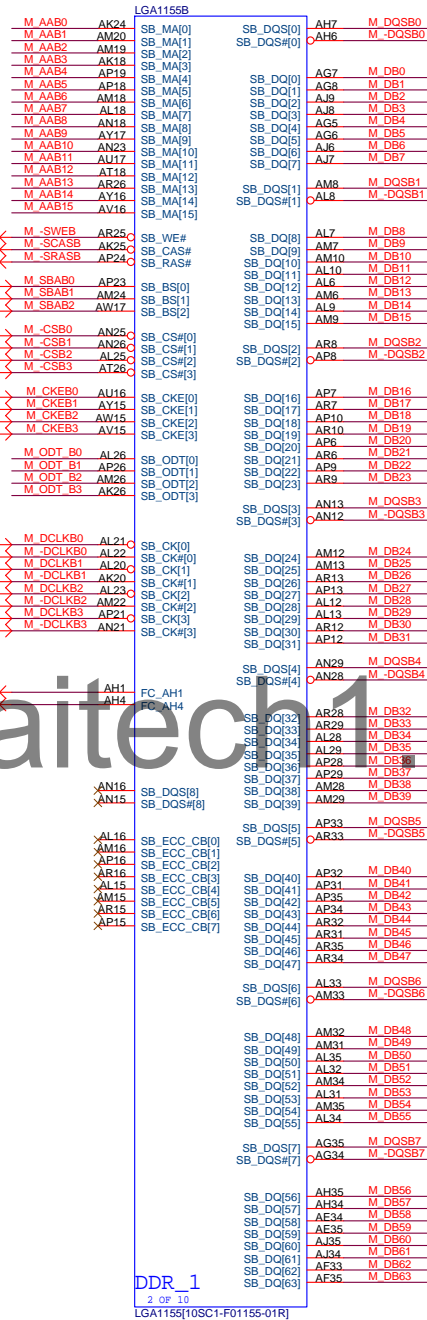 LGA1155B
M_AAB0 AK24 SB_MA[0]
M_AAB1 AM20 SB_MA[1]
M_AAB2 AM19 SB_MA[2]
M_AAB3 AK18 SB_MA[3]
M_AAB4 AP19 SB_MA[4]
M_AAB5 AP18 SB_MA[5]
M_AAB6 AM18 SB_MA[6]
M_AAB7 AL18 SB_MA[7]
M_AAB8 AN18 SB_MA[8]
M_AAB9 AY17 SB_MA[9]
M_AAB10 AN23 SB_MA[10]
M_AAB11 AU17 SB_MA[11]
M_AAB12 AT18 SB_MA[12]
M_AAB13 AR26 SB_MA[13]
M_AAB14 AY16 SB_MA[14]
M_AAB15 AV16 SB_MA[15]
M_-SWEB AR25 SB_WE#
M_-SCASB AK25 SB_CAS#
M_-SRASB AP24 SB_RAS#
M_SBAB0 AP23 SB_BS[0]
M_SBAB1 AM24 SB_BS[1]
M_SBAB2 AW17 SB_BS[2]
M_-CSB0 AN25 SB_CS#[0]
M_-CSB1 AN26 SB_CS#[1]
M_-CSB2 AL25 SB_CS#[2]
M_-CSB3 AT26 SB_CS#[3]
M_CKEB0 AU16 SB_CKE[0]
M_CKEB1 AY15 SB_CKE[1]
M_CKEB2 AW15 SB_CKE[2]
M_CKEB3 AV15 SB_CKE[3]
M_ODT_B0 AL26 SB_ODT[0]
M_ODT_B1 AP26 SB_ODT[1]
M_ODT_B2 AM26 SB_ODT[2]
M_ODT_B3 AK26 SB_ODT[3]
M_DCLKB0 AL21 SB_CK[0]
M_-DCLKB0 AL22 SB_CK#[0]
M_DCLKB1 AL20 SB_CK[1]
M_-DCLKB1 AK20 SB_CK#[1]
M_DCLKB2 AL23 SB_CK[2]
M_-DCLKB2 AM22 SB_CK#[2]
M_DCLKB3 AP21 SB_CK[3]
M_-DCLKB3 AN21 SB_CK#[3]
AH1 FC_AH1
AH4 FC_AH4
AN16 SB_DQS[8]
AN15 SB_DQS#[8]
AL16 SB_ECC_CB[0]
AM16 SB_ECC_CB[1]
AP16 SB_ECC_CB[2]
AR16 SB_ECC_CB[3]
AL15 SB_ECC_CB[4]
AM15 SB_ECC_CB[5]
AR15 SB_ECC_CB[6]
AP15 SB_ECC_CB[7]
SB_DQS[0] AH7 M_DQSB0
SB_DQS#[0] AH6 M_-DQSB0
SB_DQ[0] AG7 M_DB0
SB_DQ[1] AG8 M_DB1
SB_DQ[2] AJ9 M_DB2
SB_DQ[3] AJ8 M_DB3
SB_DQ[4] AG5 M_DB4
SB_DQ[5] AG6 M_DB5
SB_DQ[6] AJ6 M_DB6
SB_DQ[7] AJ7 M_DB7
SB_DQS[1] AM8 M_DQSB1
SB_DQS#[1] AL8 M_-DQSB1
SB_DQ[8] AL7 M_DB8
SB_DQ[9] AM7 M_DB9
SB_DQ[10] AM10 M_DB10
SB_DQ[11] AL10 M_DB11
SB_DQ[12] AL6 M_DB12
SB_DQ[13] AM6 M_DB13
SB_DQ[14] AL9 M_DB14
SB_DQ[15] AM9 M_DB15
SB_DQS[2] AR8 M_DQSB2
SB_DQS#[2] AP8 M_-DQSB2
SB_DQ[16] AP7 M_DB16
SB_DQ[17] AR7 M_DB17
SB_DQ[18] AP10 M_DB18
SB_DQ[19] AR10 M_DB19
SB_DQ[20] AP6 M_DB20
SB_DQ[21] AR6 M_DB21
SB_DQ[22] AP9 M_DB22
SB_DQ[23] AR9 M_DB23
SB_DQS[3] AN13 M_DQSB3
SB_DQS#[3] AN12 M_-DQSB3
SB_DQ[24] AM12 M_DB24
SB_DQ[25] AM13 M_DB25
SB_DQ[26] AR13 M_DB26
SB_DQ[27] AP13 M_DB27
SB_DQ[28] AL12 M_DB28
SB_DQ[29] AL13 M_DB29
SB_DQ[30] AR12 M_DB30
SB_DQ[31] AP12 M_DB31
SB_DQS[4] AN29 M_DQSB4
SB_DQS#[4] AN28 M_-DQSB4
SB_DQ[32] AR28 M_DB32
SB_DQ[33] AR29 M_DB33
SB_DQ[34] AL28 M_DB34
SB_DQ[35] AL29 M_DB35
SB_DQ[36] AP28 M_DB36
SB_DQ[37] AP29 M_DB37
SB_DQ[38] AM28 M_DB38
SB_DQ[39] AM29 M_DB39
SB_DQS[5] AP33 M_DQSB5
SB_DQS#[5] AR33 M_-DQSB5
SB_DQ[40] AP32 M_DB40
SB_DQ[41] AP31 M_DB41
SB_DQ[42] AP35 M_DB42
SB_DQ[43] AP34 M_DB43
SB_DQ[44] AR32 M_DB44
SB_DQ[45] AR31 M_DB45
SB_DQ[46] AR35 M_DB46
SB_DQ[47] AR34 M_DB47
SB_DQS[6] AL33 M_DQSB6
SB_DQS#[6] AM33 M_-DQSB6
SB_DQ[48] AM32 M_DB48
SB_DQ[49] AM31 M_DB49
SB_DQ[50] AL35 M_DB50
SB_DQ[51] AL32 M_DB51
SB_DQ[52] AM34 M_DB52
SB_DQ[53] AL31 M_DB53
SB_DQ[54] AM35 M_DB54
SB_DQ[55] AL34 M_DB55
SB_DQS[7] AG35 M_DQSB7
SB_DQS#[7] AG34 M_-DQSB7
SB_DQ[56] AH35 M_DB56
SB_DQ[57] AH34 M_DB57
SB_DQ[58] AE34 M_DB58
SB_DQ[59] AE35 M_DB59
SB_DQ[60] AJ35 M_DB60
SB_DQ[61] AJ34 M_DB61
SB_DQ[62] AF33 M_DB62
SB_DQ[63] AF35 M_DB63
aitech1.
DDR_1
2 OF 10
LGA1155[10SC1-F01155-01R]